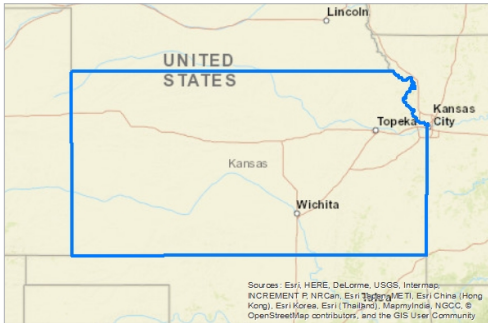 Lincoln
UNITED
STATES
Kansas
City
Topeka
Kansas
Wichita
Sources: Esri, HERE, DeLorme, USGS, Intermap,
INCREMENT P, NRCan, Esri METI, Esri China (Hong
Kong), Esri Korea, Esri (Thailand), MapmyIndia, NGCC, ©
OpenStreetMap contributors, and the GIS User Community